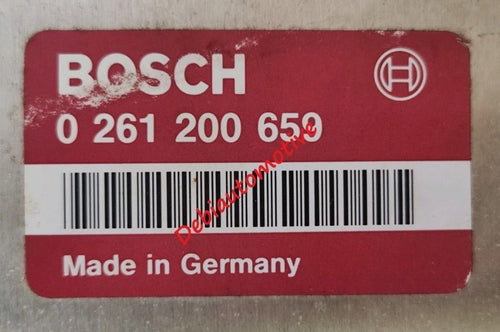 BOSCH
0 261 200 659
Debiautomotive
Made in Germany